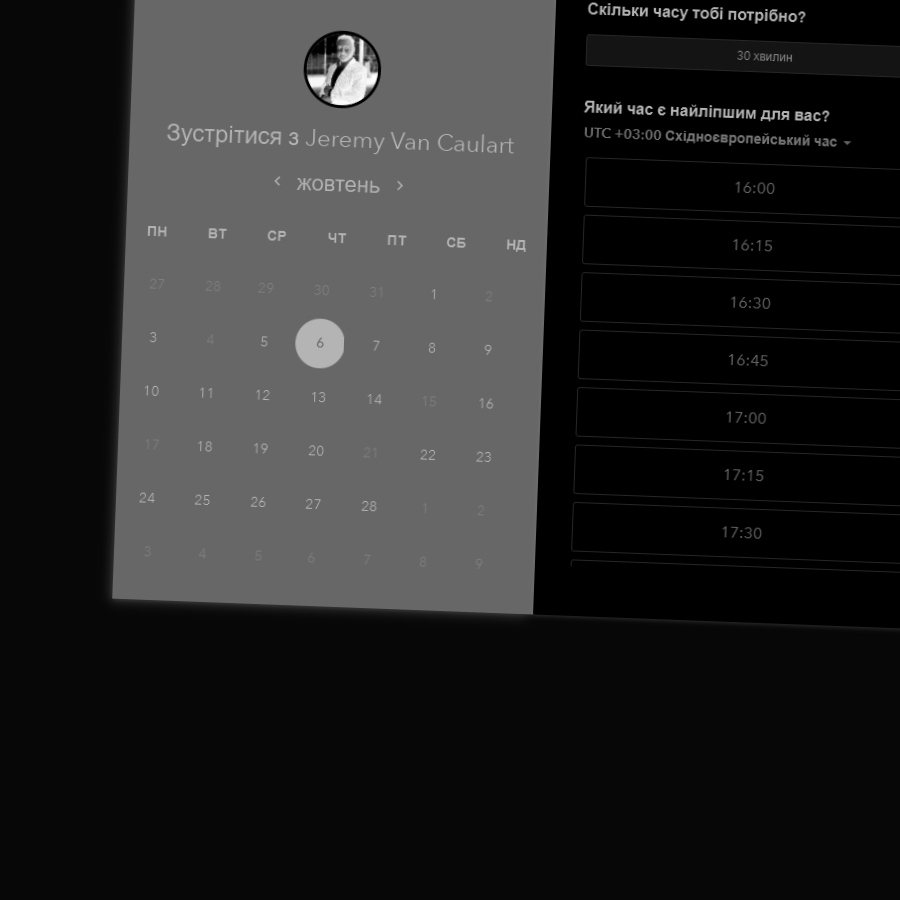 Зустрітися з Jeremy Van Caulart
жовтень
ПН ВТ СР ЧТ ПТ СБ НД
27 28 29 30 31 1 2
3 4 5 6 7 8 9
10 11 12 13 14 15 16
17 18 19 20 21 22 23
24 25 26 27 28 1 2
3 4 5 6 7 8 9
Скільки часу тобі потрібно?
30 хвилин
Який час є найліпшим для вас?
UTC +03:00 Східноєвропейський час
16:00
16:15
16:30
16:45
17:00
17:15
17:30